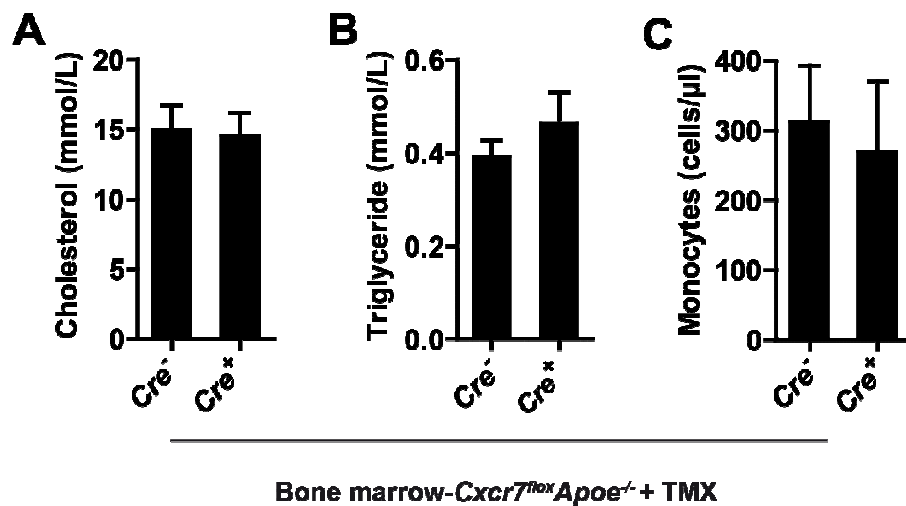 A
Cholesterol (mmol/L)
20
15
10
5
0
Cre-
Cre+
B
Triglyceride (mmol/L)
0.6
0.4
0.2
0.0
Cre-
Cre+
C
Monocytes (cells/µl)
400
300
200
100
0
Cre-
Cre+
Bone marrow-Cxcr7floxApoe-/- + TMX